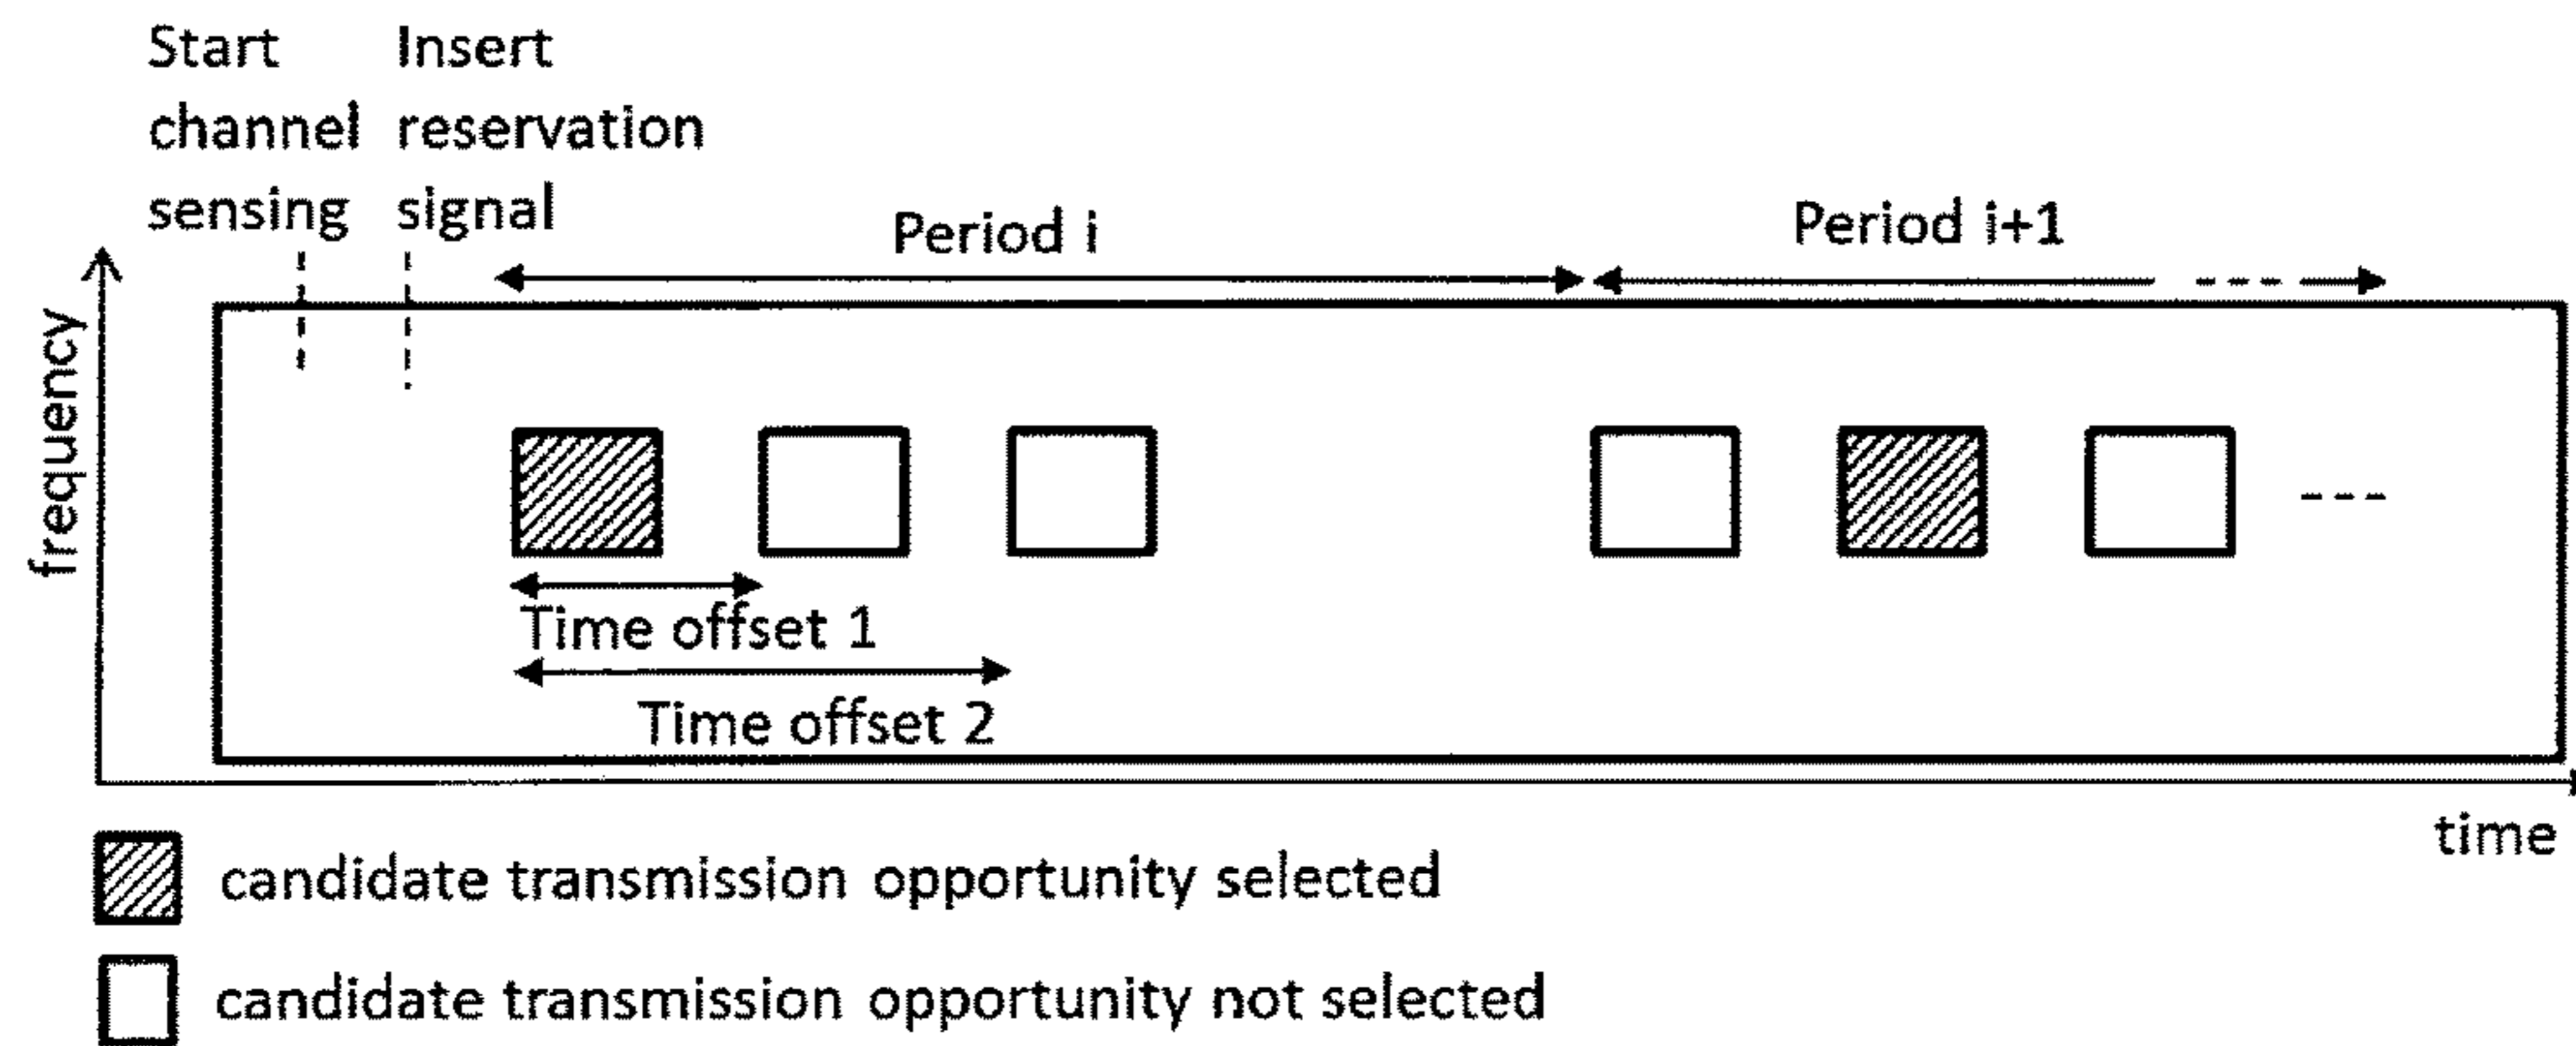 Start
channel
sensing
Insert
reservation
signal
Period i
Period i+1
frequency
Time offset 1
Time offset 2
time
candidate transmission opportunity selected
candidate transmission opportunity not selected